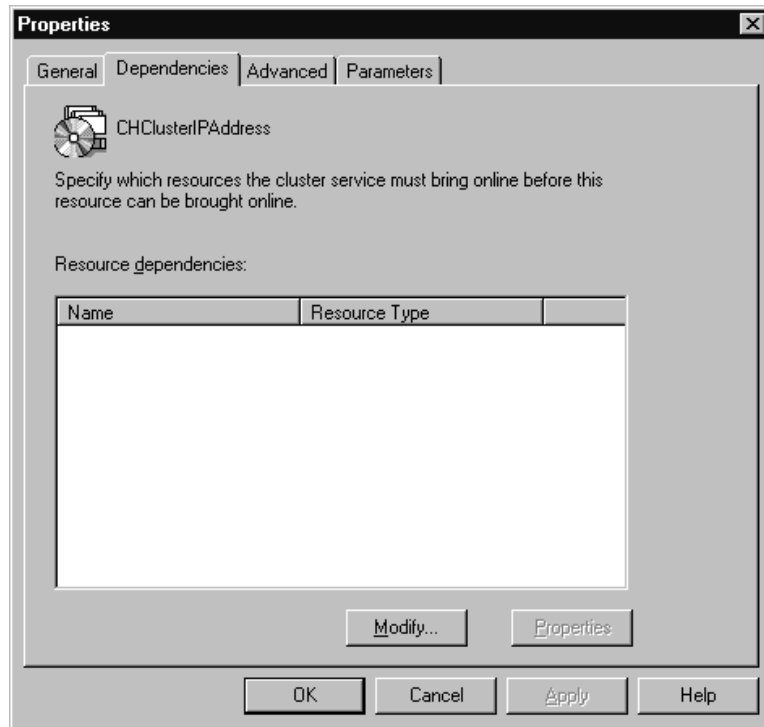 Properties
General Dependencies Advanced Parameters
CHClusterIPAddress
Specify which resources the cluster service must bring online before this
resource can be brought online.
Resource dependencies:
Name Resource Type
Modify... Properties
OK Cancel Apply Help